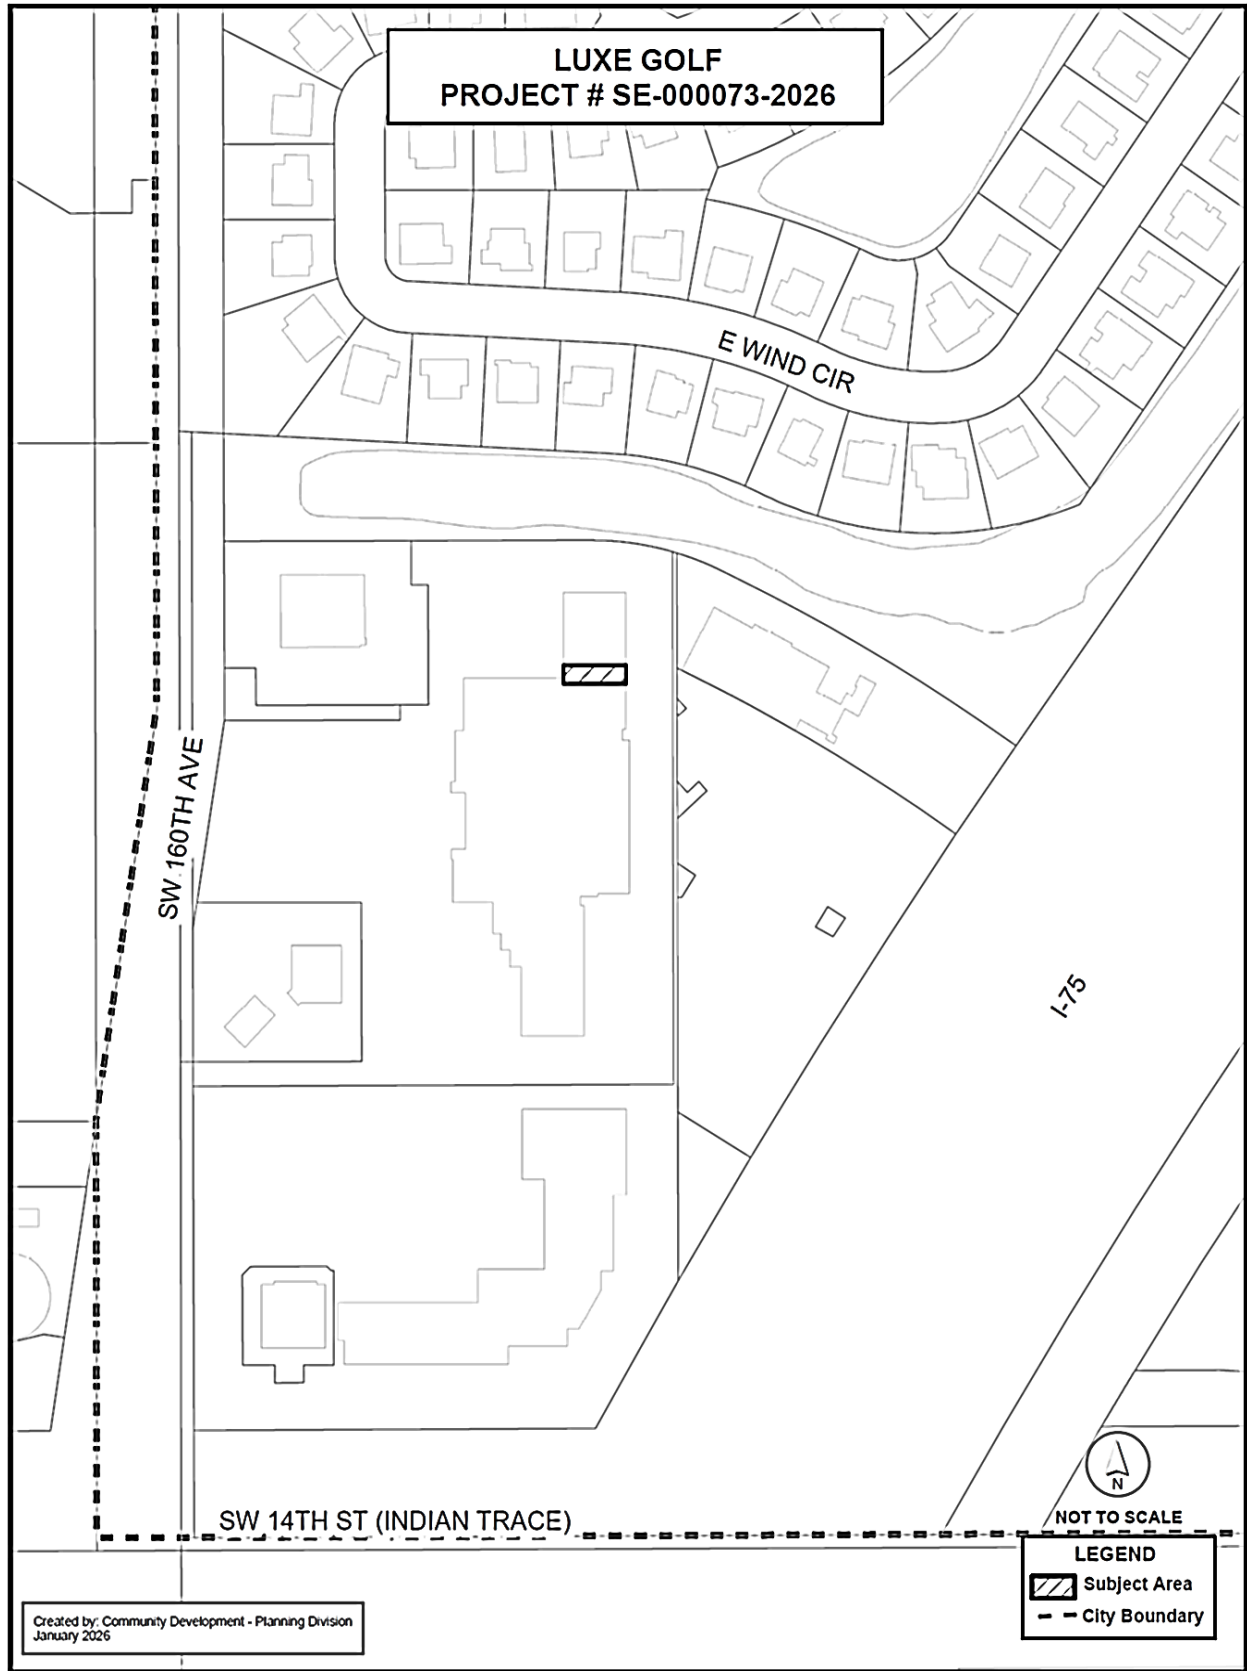 LUXE GOLF
PROJECT # SE-000073-2026
E WIND CIR
SW 160TH AVE
I-75
SW 14TH ST (INDIAN TRACE)
N
NOT TO SCALE
LEGEND
Subject Area
City Boundary
Created by: Community Development - Planning Division
January 2026